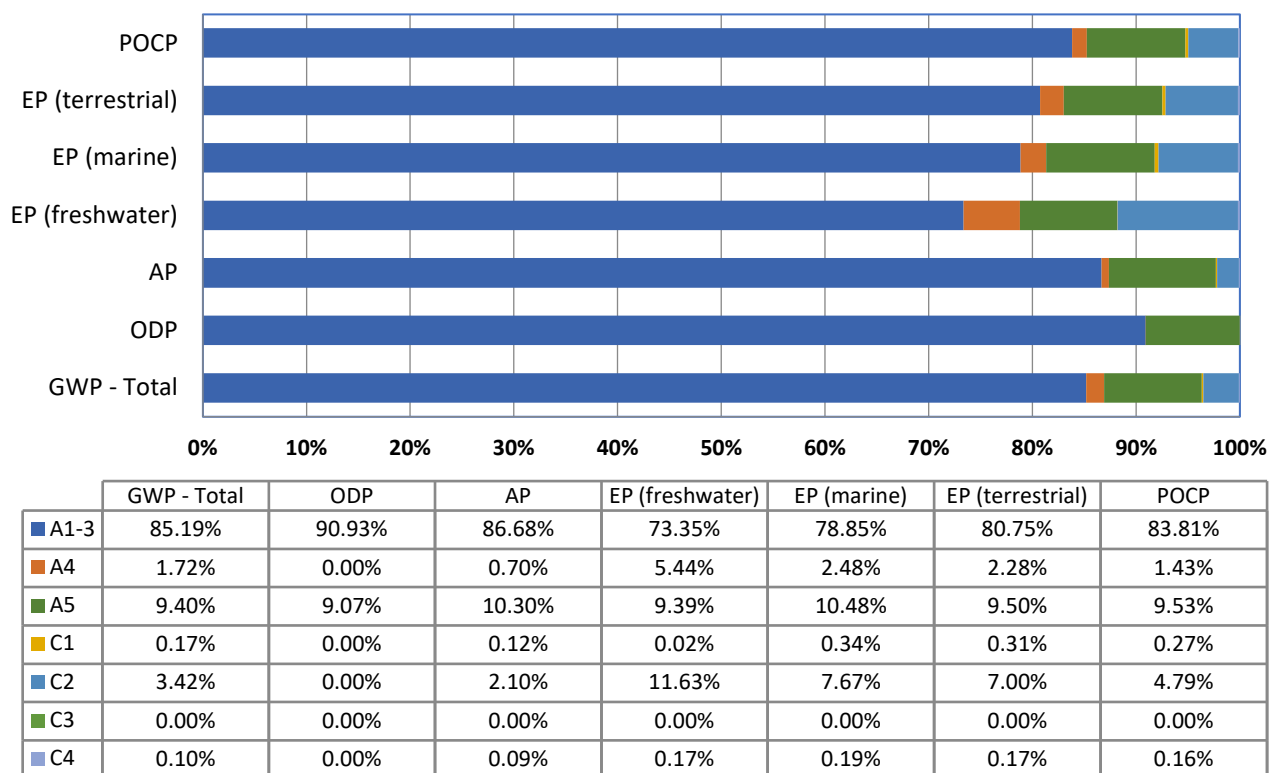 POCP
EP (terrestrial)
EP (marine)
EP (freshwater)
AP
ODP
GWP - Total
0% 10% 20% 30% 40% 50% 60% 70% 80% 90% 100%
GWP - Total ODP AP EP (freshwater) EP (marine) EP (terrestrial) POCP
A1-3 85.19% 90.93% 86.68% 73.35% 78.85% 80.75% 83.81%
A4 1.72% 0.00% 0.70% 5.44% 2.48% 2.28% 1.43%
A5 9.40% 9.07% 10.30% 9.39% 10.48% 9.50% 9.53%
C1 0.17% 0.00% 0.12% 0.02% 0.34% 0.31% 0.27%
C2 3.42% 0.00% 2.10% 11.63% 7.67% 7.00% 4.79%
C3 0.00% 0.00% 0.00% 0.00% 0.00% 0.00% 0.00%
C4 0.10% 0.00% 0.09% 0.17% 0.19% 0.17% 0.16%